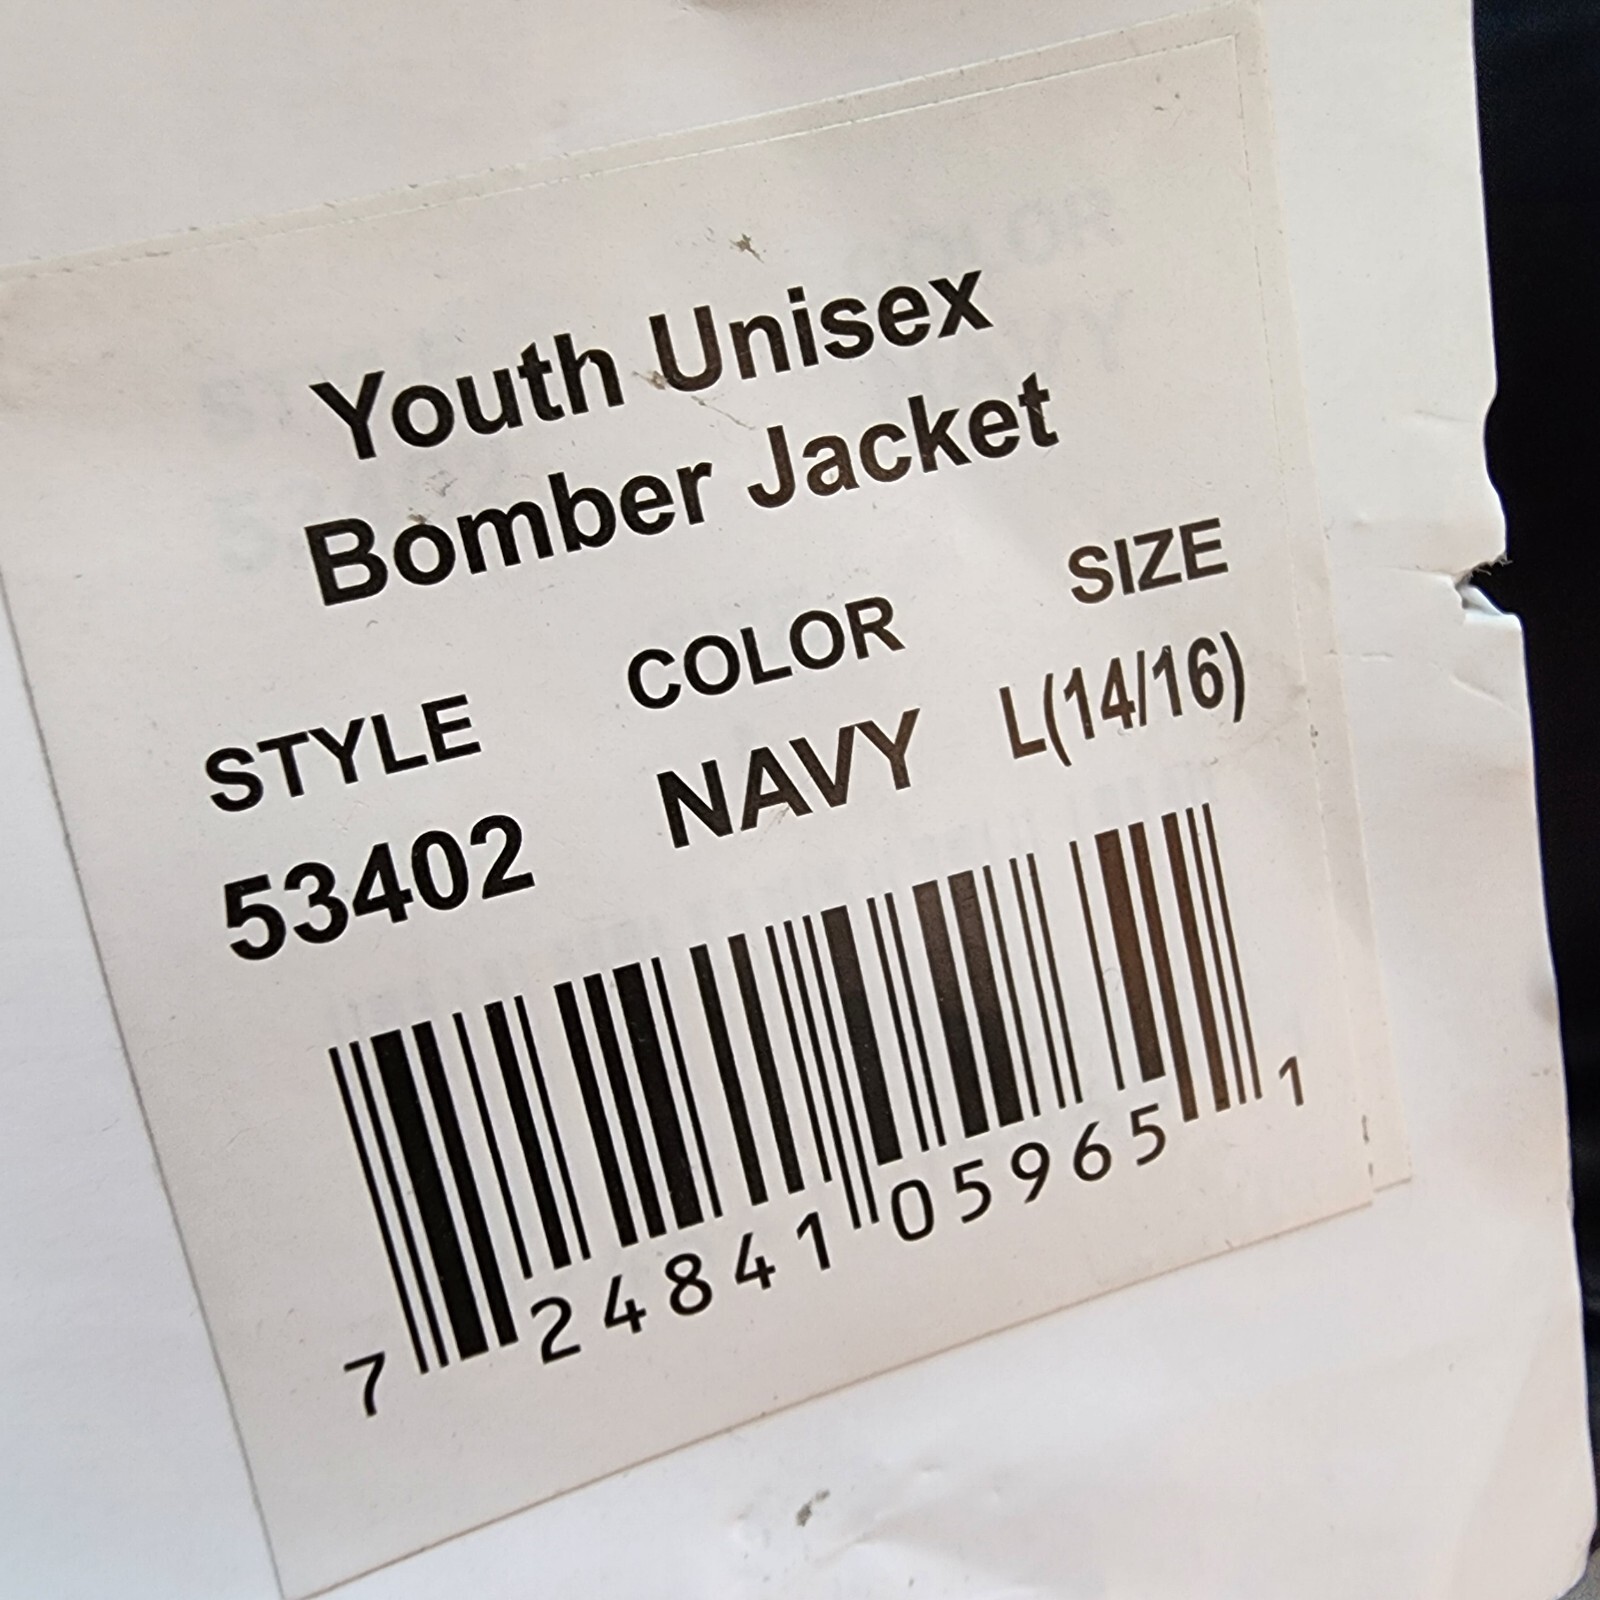 Youth Unisex
Bomber Jacket
STYLE COLOR SIZE
53402 NAVY L(14/16)
7 24841 05965 1